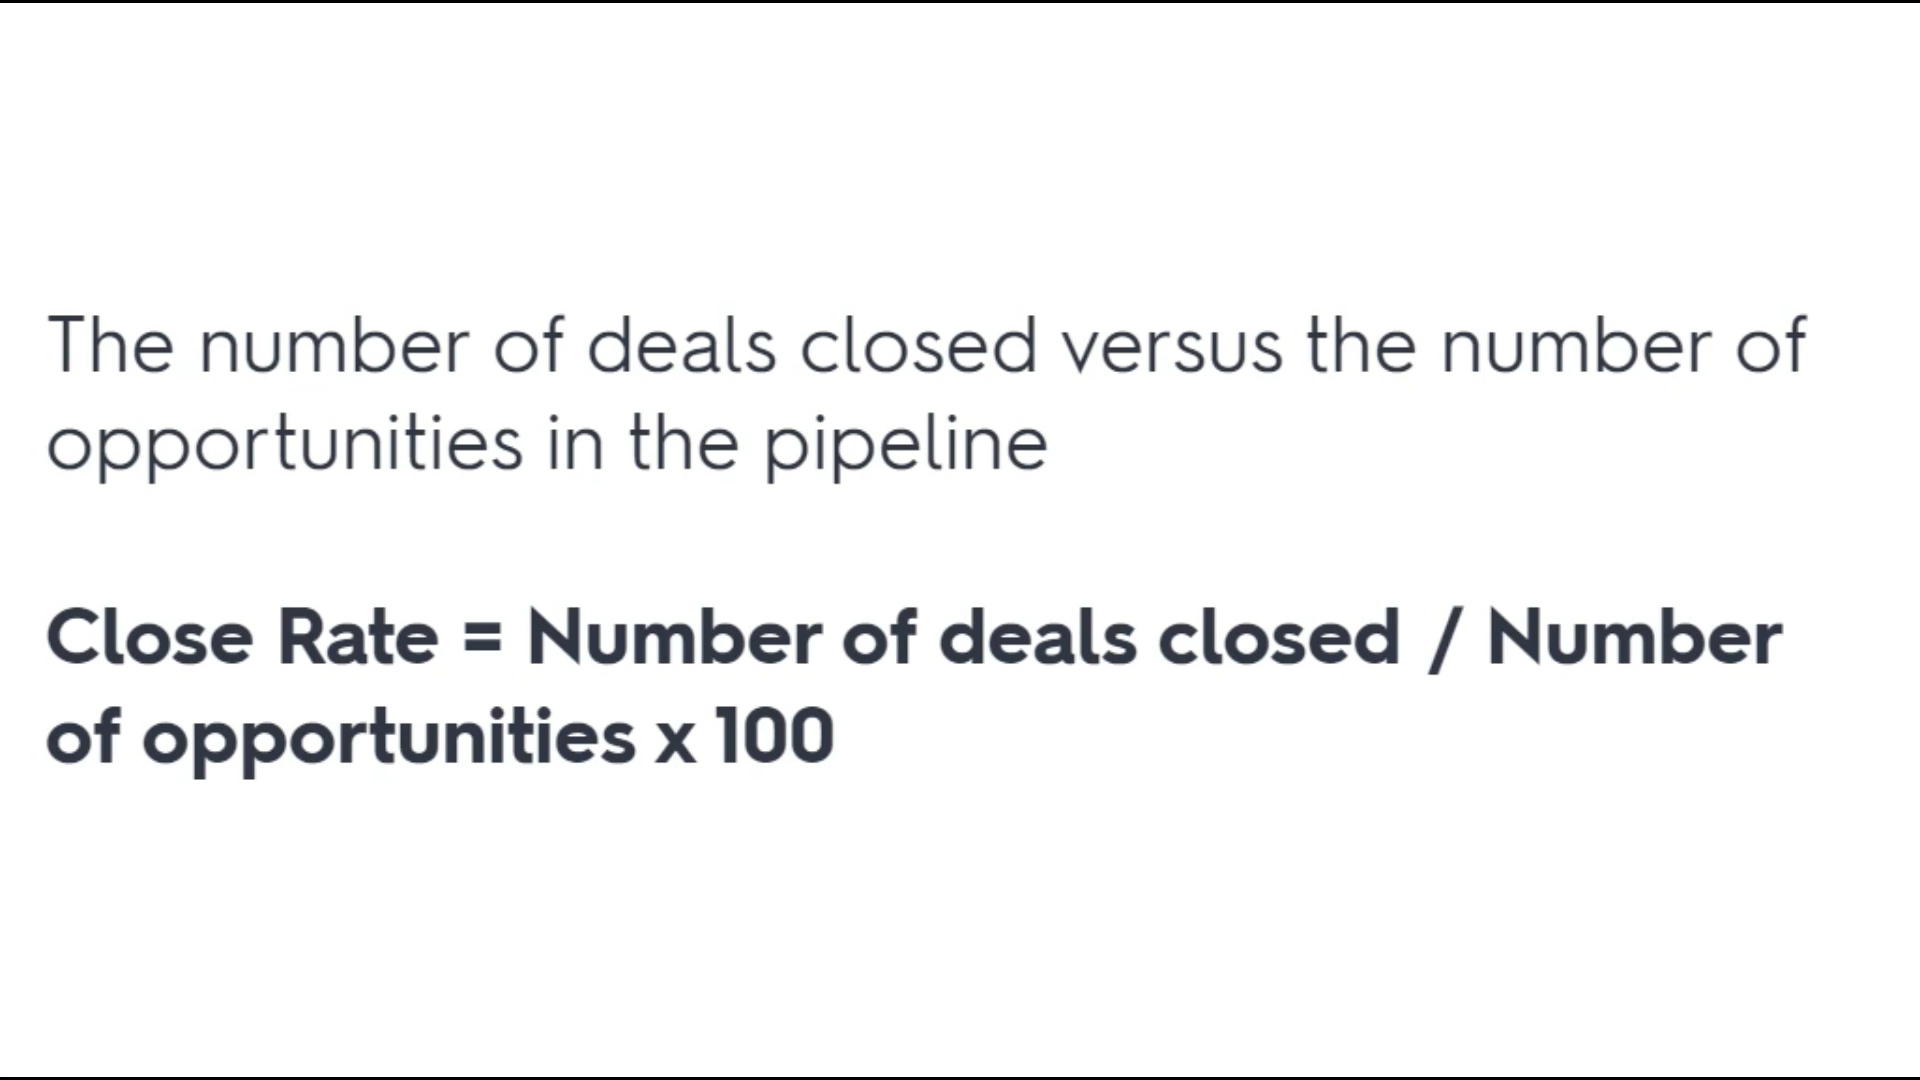 The number of deals closed versus the number of
opportunities in the pipeline
Close Rate = Number of deals closed / Number
of opportunities x 100